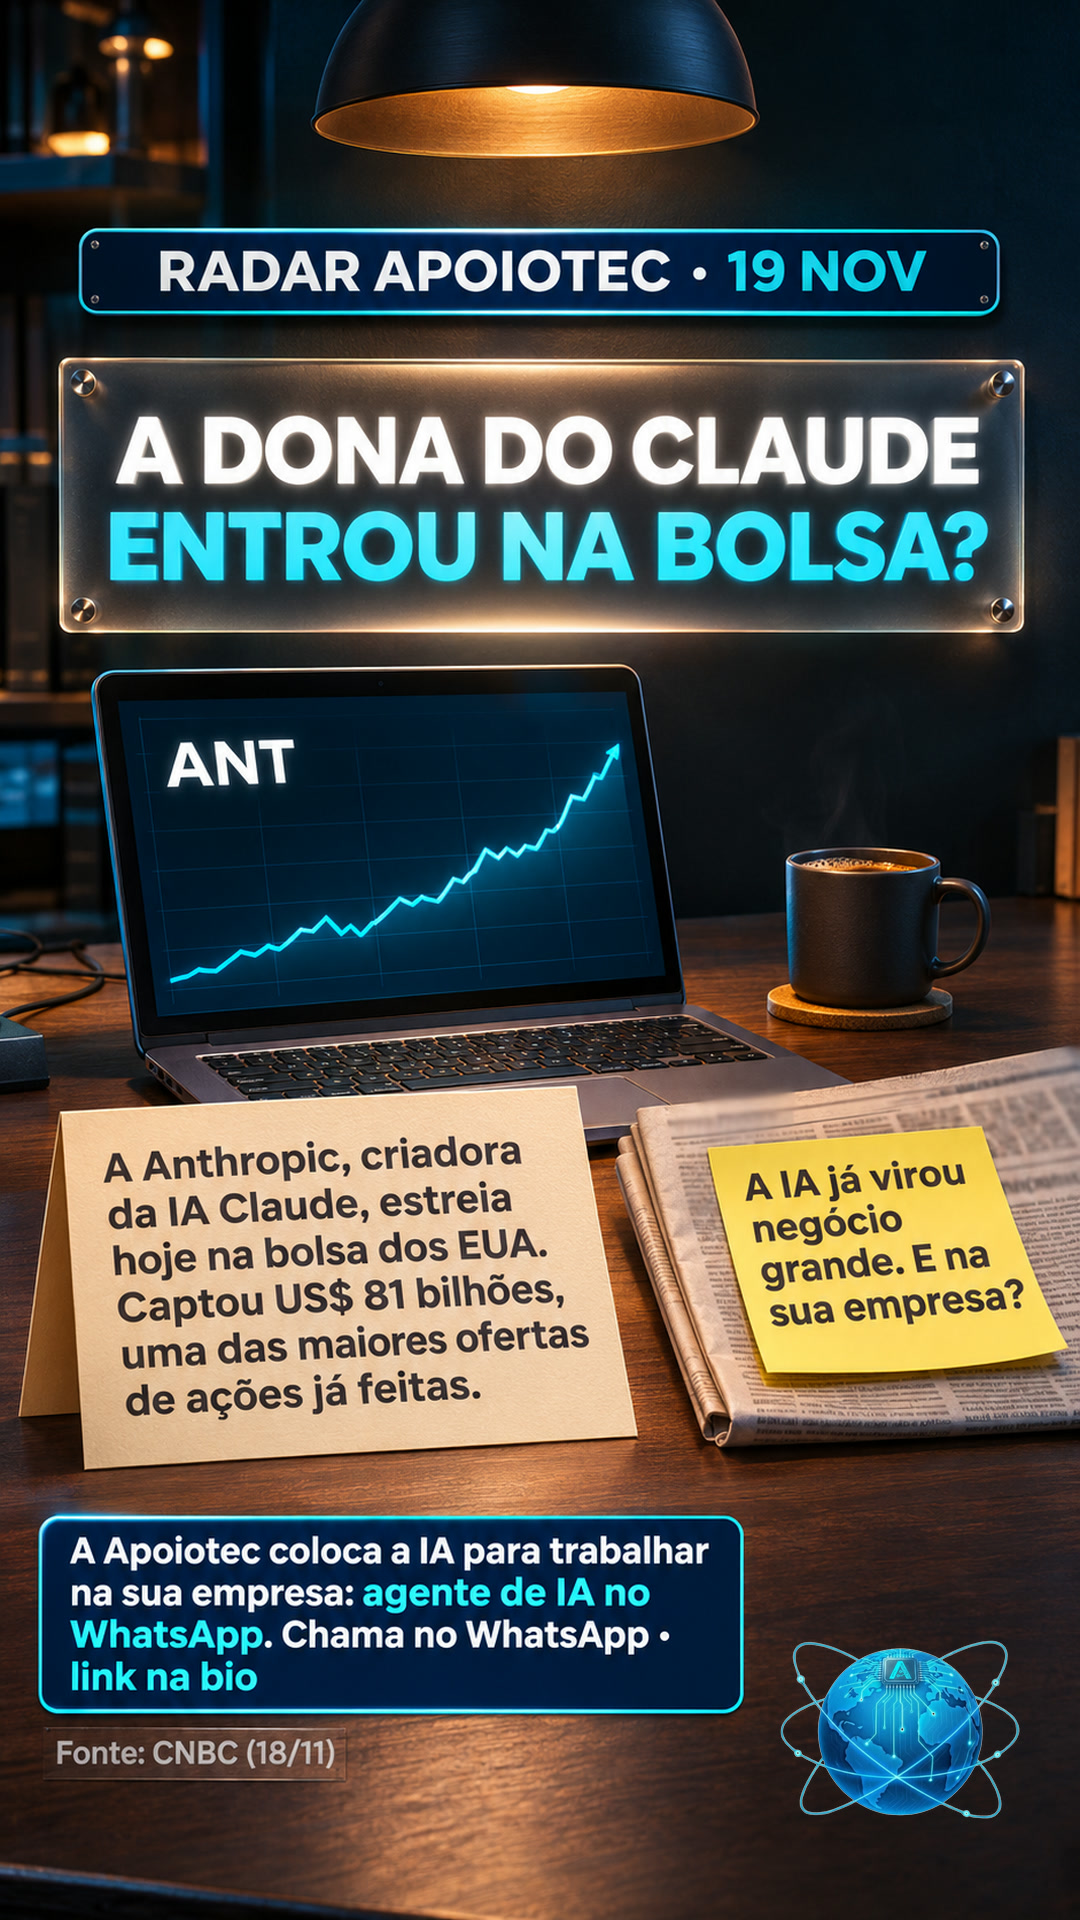 RADAR APOIOTEC • 19 NOV
A DONA DO CLAUDE
ENTROU NA BOLSA?
ANT
A Anthropic, criadora
da IA Claude, estreia
hoje na bolsa dos EUA.
Captou US$ 81 bilhões,
uma das maiores ofertas
de ações já feitas.
A IA já virou
negócio
grande. E na
sua empresa?
A Apoiotec coloca a IA para trabalhar
na sua empresa: agente de IA no
WhatsApp. Chama no WhatsApp •
link na bio
Fonte: CNBC (18/11)
A